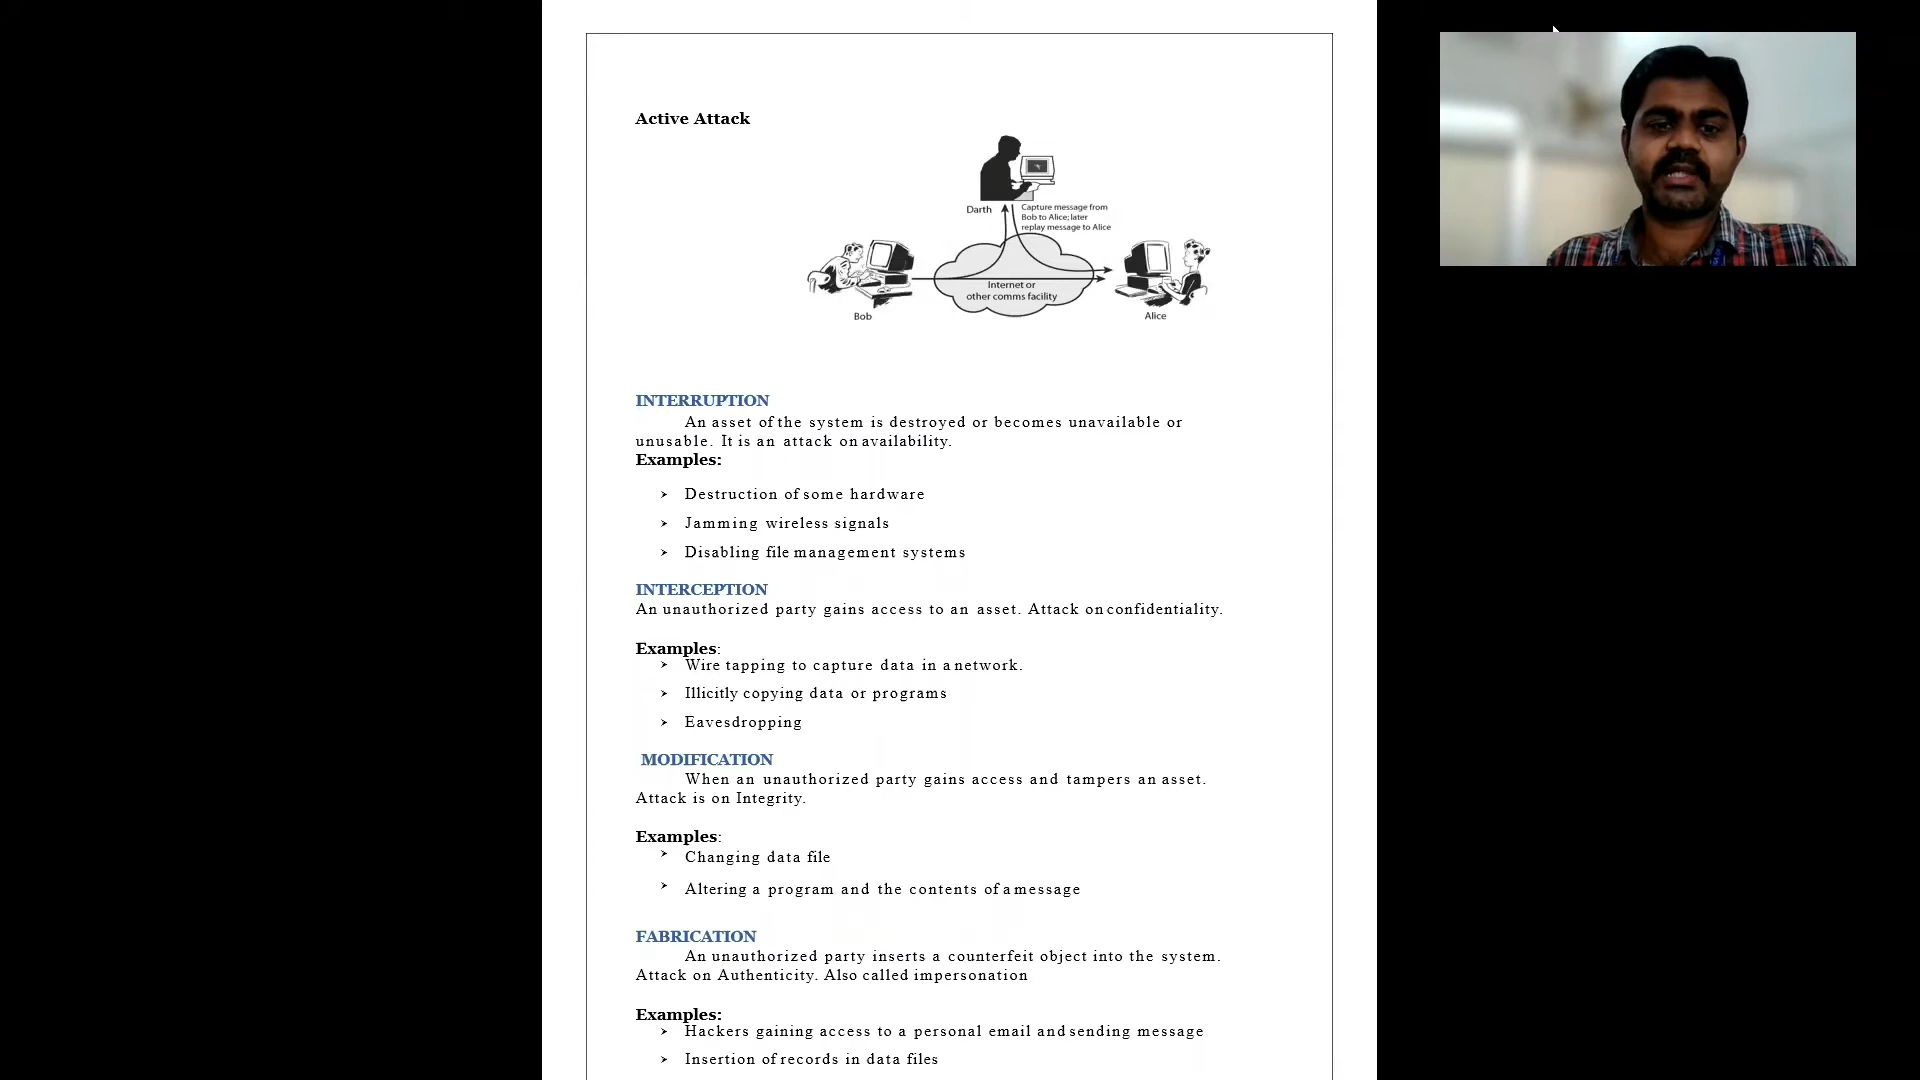 Active Attack
Darth
Capture message from
Bob to Alice; later
replay message to Alice
Internet or
other comms facility
Bob
Alice
INTERRUPTION
An asset of the system is destroyed or becomes unavailable or
unusable. It is an attack on availability.
Examples:
➢ Destruction of some hardware
➢ Jamming wireless signals
➢ Disabling file management systems
INTERCEPTION
An unauthorized party gains access to an asset. Attack on confidentiality.
Examples:
➢ Wire tapping to capture data in a network.
➢ Illicitly copying data or programs
➢ Eavesdropping
MODIFICATION
When an unauthorized party gains access and tampers an asset.
Attack is on Integrity.
Examples:
➢ Changing data file
➢ Altering a program and the contents of a message
FABRICATION
An unauthorized party inserts a counterfeit object into the system.
Attack on Authenticity. Also called impersonation
Examples:
➢ Hackers gaining access to a personal email and sending message
➢ Insertion of records in data files